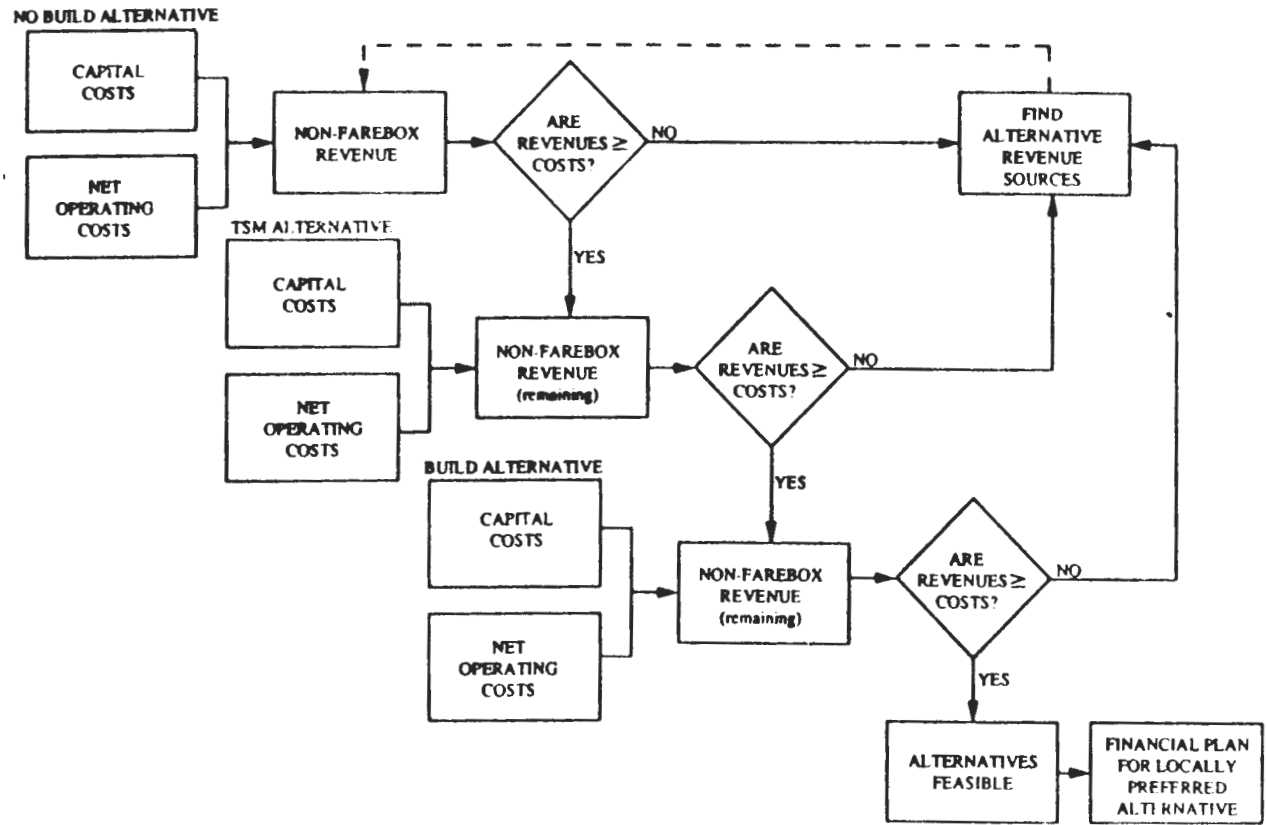 NO BUILD ALTERNATIVE
CAPITAL
COSTS
NET
OPERATING
COSTS
NON-FAREBOX
REVENUE
ARE
REVENUES ≥
COSTS?
NO
YES
FIND
ALTERNATIVE
REVENUE
SOURCES
TSM ALTERNATIVE
CAPITAL
COSTS
NET
OPERATING
COSTS
NON-FAREBOX
REVENUE
(remaining)
ARE
REVENUES ≥
COSTS?
NO
YES
BUILD ALTERNATIVE
CAPITAL
COSTS
NET
OPERATING
COSTS
NON-FAREBOX
REVENUE
(remaining)
ARE
REVENUES ≥
COSTS?
NO
YES
ALTERNATIVES
FEASIBLE
FINANCIAL PLAN
FOR LOCALLY
PREFERRED
ALTERNATIVE